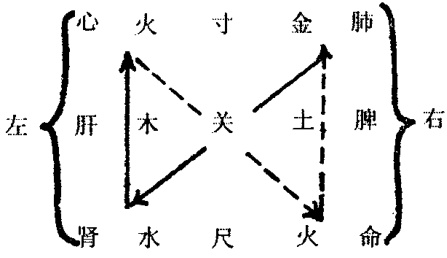 心 火 寸 金 肺
左 肝 木 关 土 脾 右
肾 水 尺 火 命